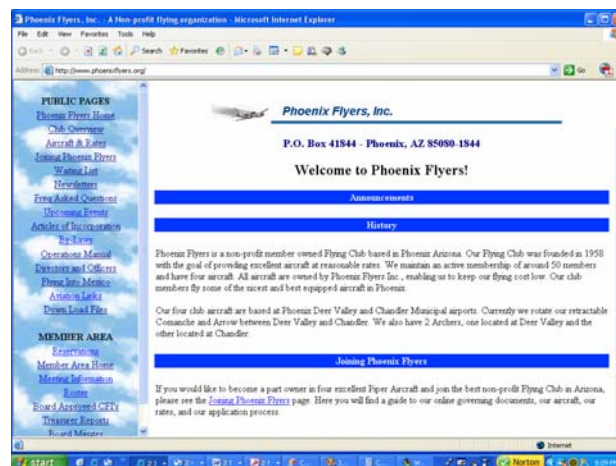 Phoenix Flyers, Inc. - A Non-profit flying organization - Microsoft Internet Explorer
File Edit View Favorites Tools Help
Back Search Favorites
Address http://www.phoenixflyers.org/ Go
PUBLIC PAGES
Phoenix Flyers Home
Club Overview
Aircraft & Rates
Joining Phoenix Flyers
Waiting List
Newsletters
Freq Asked Questions
Upcoming Events
Articles of Incorporation
By-Laws
Operations Manual
Directors and Officers
Flying Into Mexico
Aviation Links
Down Load Files
MEMBER AREA
Reservations
Member Area Home
Meeting Information
Roster
Board Approved CFI's
Treasurer Reports
Board Minutes
Phoenix Flyers, Inc.
P.O. Box 41844 - Phoenix, AZ 85080-1844
Welcome to Phoenix Flyers!
Announcements
History
Phoenix Flyers is a non-profit member owned Flying Club based in Phoenix Arizona. Our Flying Club was founded in 1958
with the goal of providing excellent aircraft at reasonable rates. We maintain an active membership of around 50 members
and have four aircraft. All aircraft are owned by Phoenix Flyers Inc., enabling us to keep our flying cost low. Our club
members fly some of the nicest and best equipped aircraft in Phoenix.
Our four club aircraft are based at Phoenix Deer Valley and Chandler Municipal airports. Currently we rotate our retractable
Comanche and Arrow between Deer Valley and Chandler. We also have 2 Archers, one located at Deer Valley and the
other located at Chandler.
Joining Phoenix Flyers
If you would like to become a part owner in four excellent Piper Aircraft and join the best non-profit Flying Club in Arizona,
please see the Joining Phoenix Flyers page. Here you will find a guide to our online governing documents, our aircraft, our
rates, and our application process.
Internet
start Norton